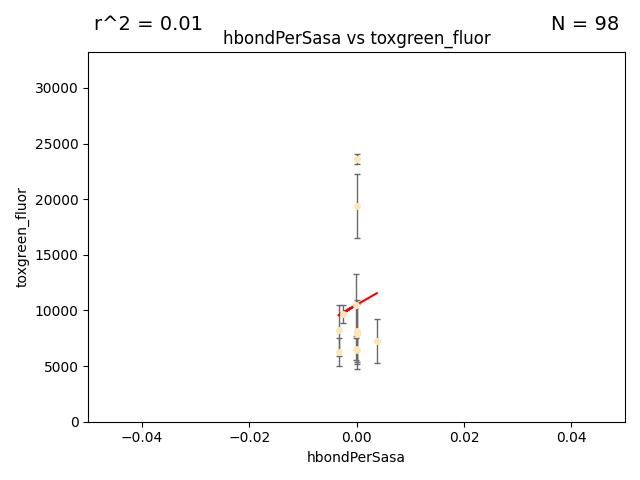 r^2 = 0.01
N = 98
hbondPerSasa vs toxgreen_fluor
30000
25000
20000
15000
10000
5000
0
toxgreen_fluor
−0.04
−0.02
0.00
0.02
0.04
hbondPerSasa